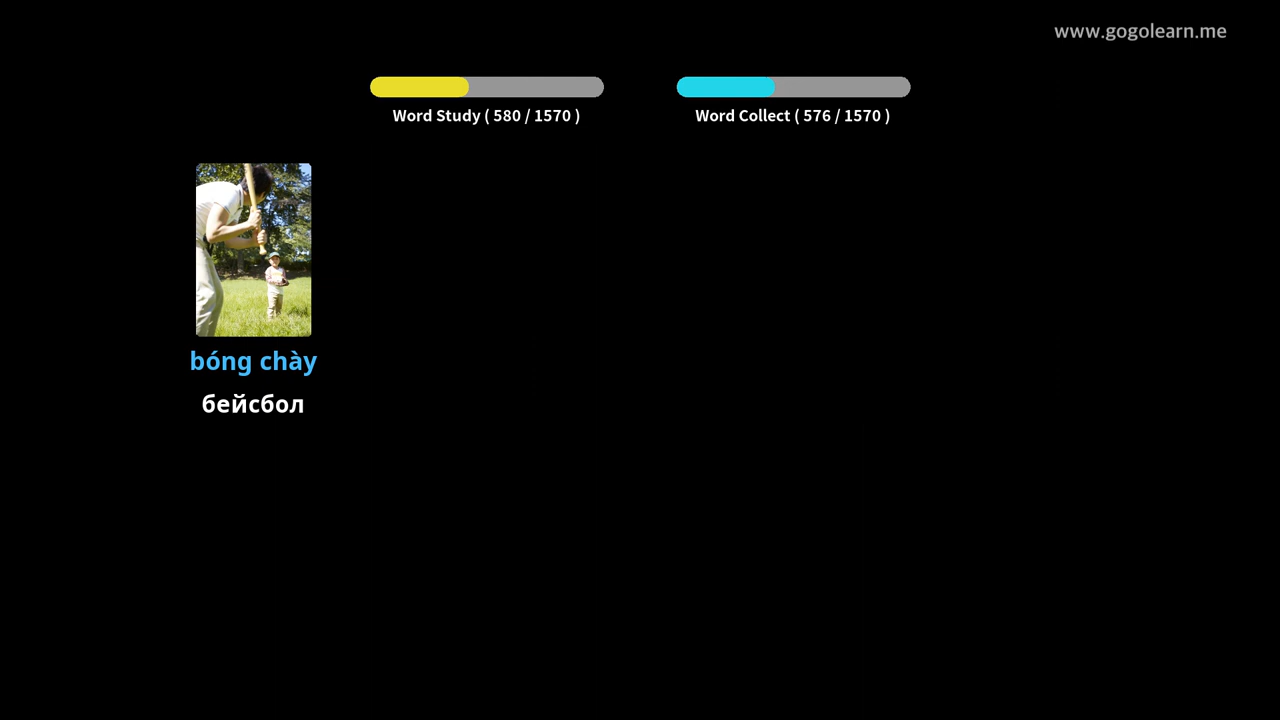 www.gogolearn.me
Word Study ( 580 / 1570 )
Word Collect ( 576 / 1570 )
bóng chày
бейсбол